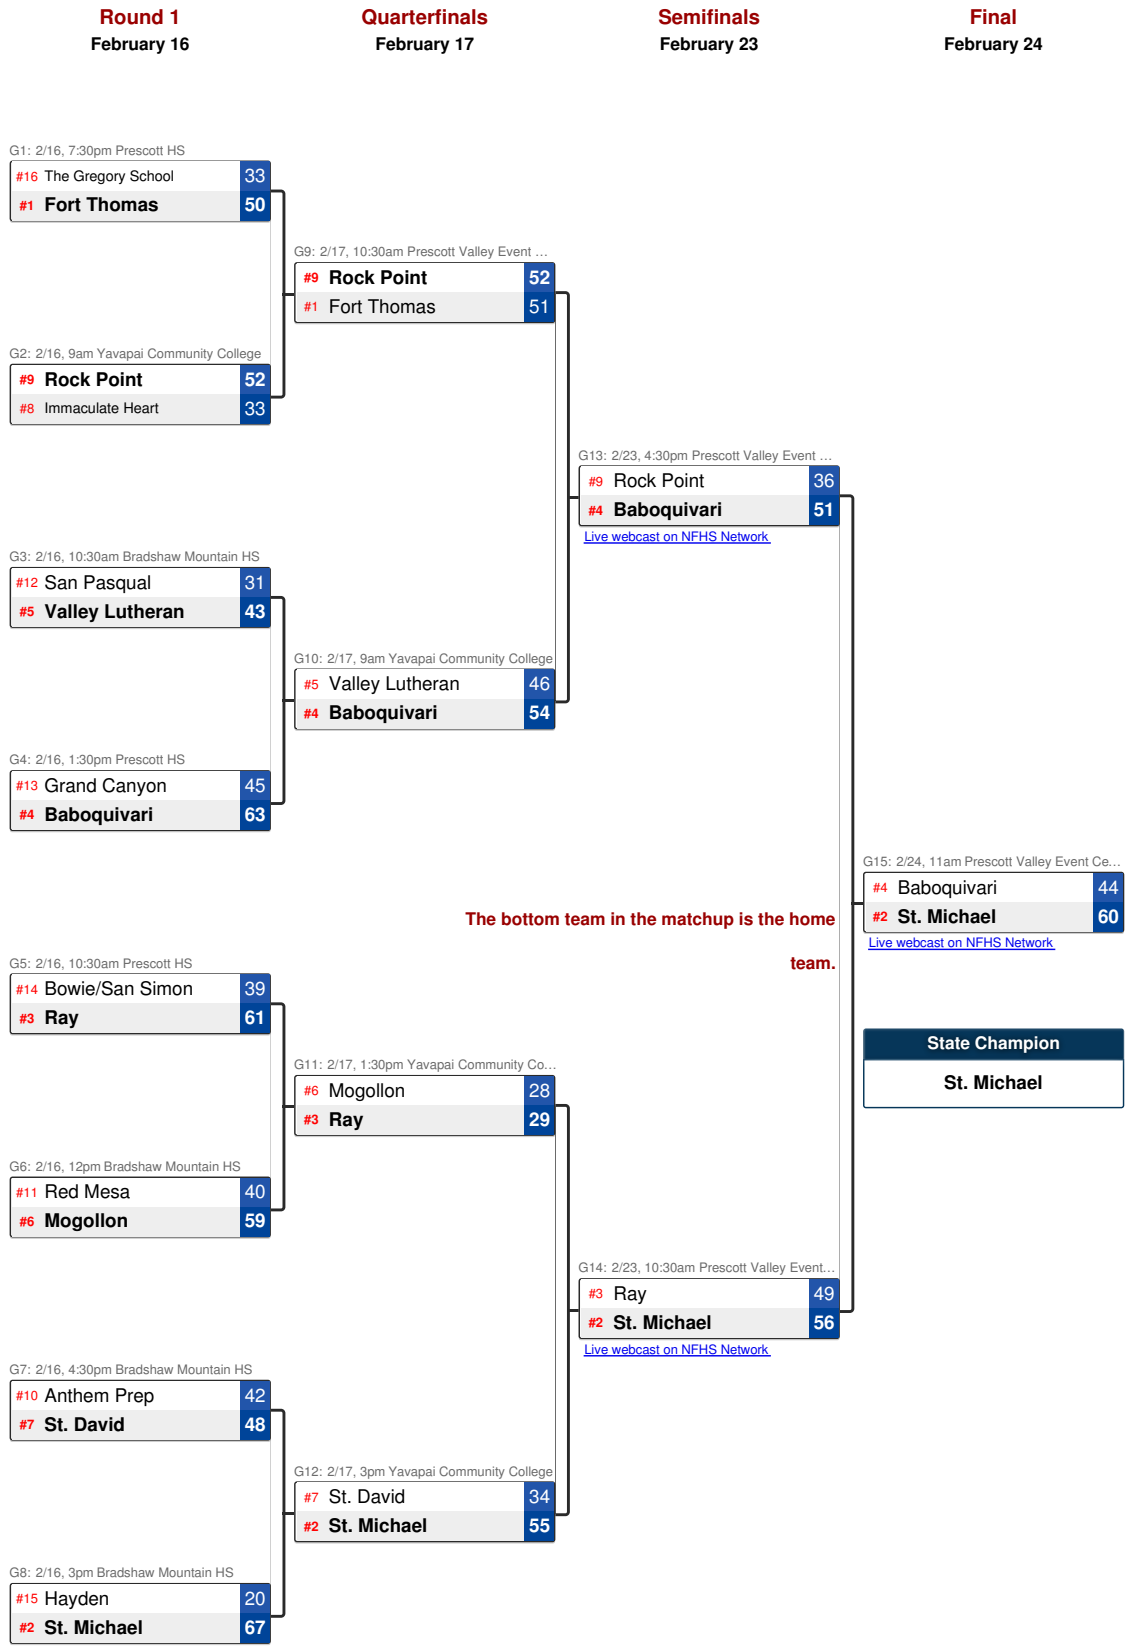 Round 1
February 16
Quarterfinals
February 17
Semifinals
February 23
Final
February 24
G1: 2/16, 7:30pm Prescott HS
#16 The Gregory School 33
#1 Fort Thomas 50
G2: 2/16, 9am Yavapai Community College
#9 Rock Point 52
#8 Immaculate Heart 33
G3: 2/16, 10:30am Bradshaw Mountain HS
#12 San Pasqual 31
#5 Valley Lutheran 43
G4: 2/16, 1:30pm Prescott HS
#13 Grand Canyon 45
#4 Baboquivari 63
G5: 2/16, 10:30am Prescott HS
#14 Bowie/San Simon 39
#3 Ray 61
G6: 2/16, 12pm Bradshaw Mountain HS
#11 Red Mesa 40
#6 Mogollon 59
G7: 2/16, 4:30pm Bradshaw Mountain HS
#10 Anthem Prep 42
#7 St. David 48
G8: 2/16, 3pm Bradshaw Mountain HS
#15 Hayden 20
#2 St. Michael 67
G9: 2/17, 10:30am Prescott Valley Event ...
#9 Rock Point 52
#1 Fort Thomas 51
G10: 2/17, 9am Yavapai Community College
#5 Valley Lutheran 46
#4 Baboquivari 54
G11: 2/17, 1:30pm Yavapai Community Co...
#6 Mogollon 28
#3 Ray 29
G12: 2/17, 3pm Yavapai Community College
#7 St. David 34
#2 St. Michael 55
G13: 2/23, 4:30pm Prescott Valley Event ...
#9 Rock Point 36
#4 Baboquivari 51
Live webcast on NFHS Network
The bottom team in the matchup is the home
team.
G14: 2/23, 10:30am Prescott Valley Event...
#3 Ray 49
#2 St. Michael 56
Live webcast on NFHS Network
G15: 2/24, 11am Prescott Valley Event Ce...
#4 Baboquivari 44
#2 St. Michael 60
Live webcast on NFHS Network
State Champion
St. Michael